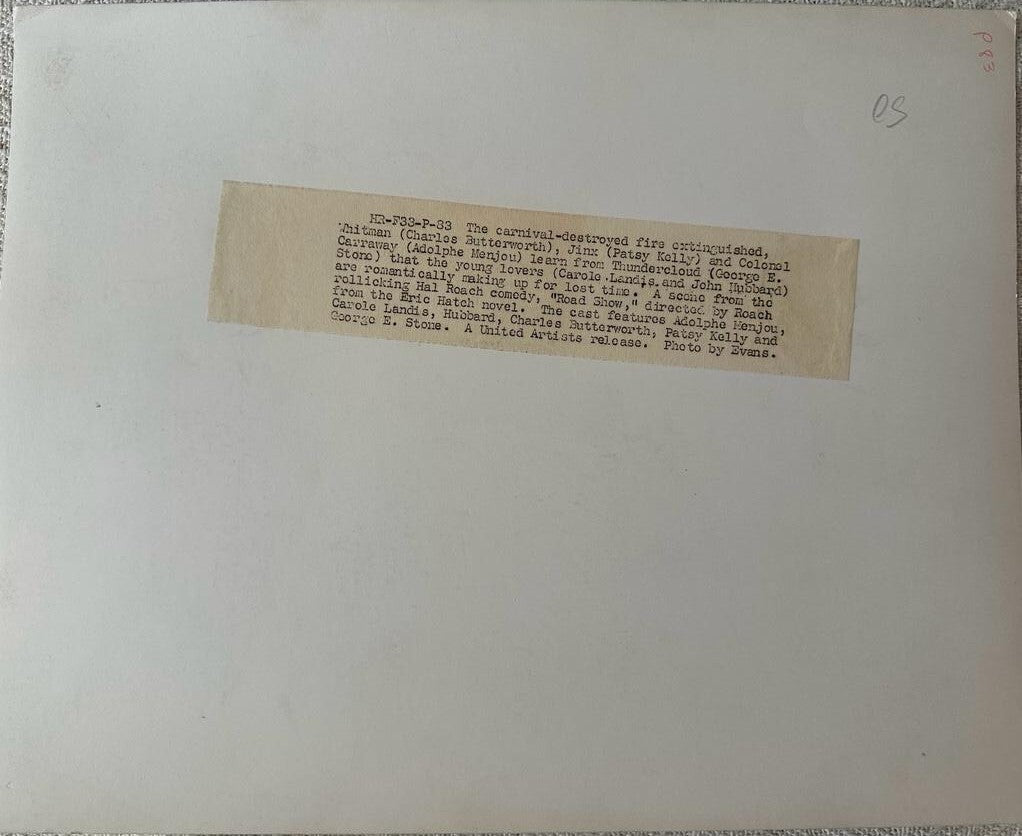 P83
es
HR-F33-P-83 The carnival-destroyed fire extinguished,
Whitman (Charles Butterworth), Jinx (Patsy Kelly) and Colonel
Carraway (Adolphe Menjou) learn from Thundercloud (George E.
Stone) that the young lovers (Carole Landis and John Hubbard)
are romantically making up for lost time. A scene from the
rollicking Hal Roach comedy, "Road Show," directed by Roach
from the Eric Hatch novel. The cast features Adolphe Menjou,
Carole Landis, Hubbard, Charles Butterworth, Patsy Kelly and
George E. Stone. A United Artists release. Photo by Evans.